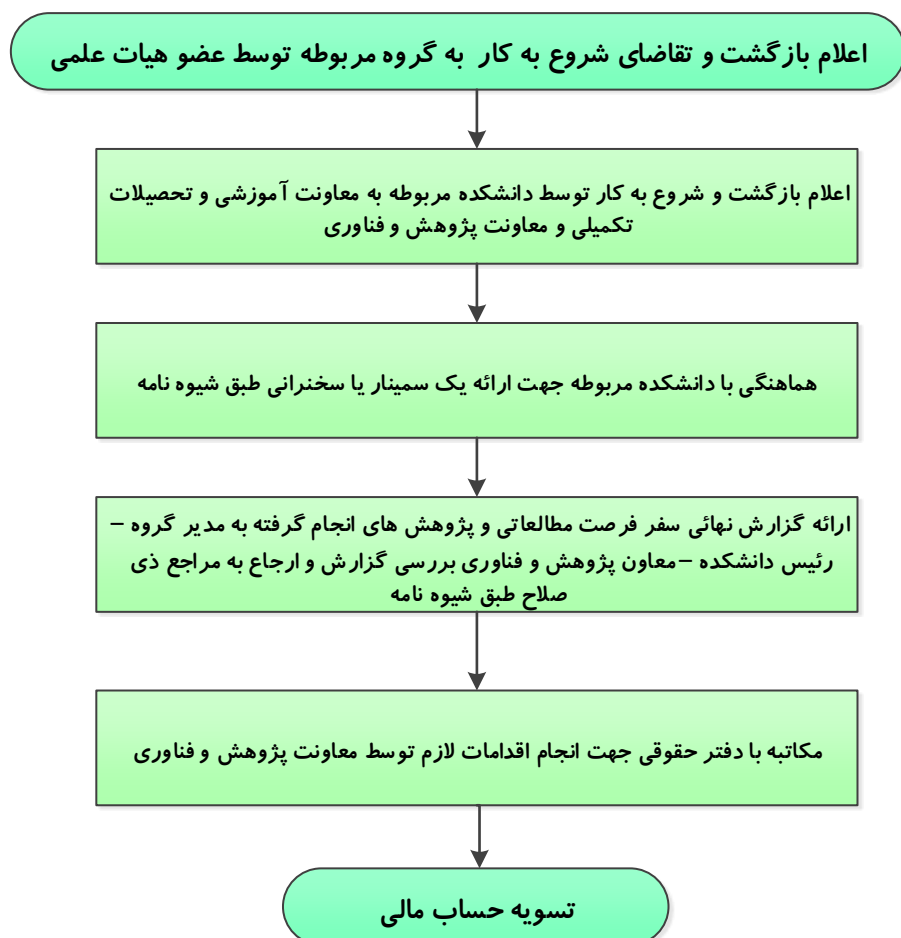 اعلام بازگشت و تقاضای شروع به کار به گروه مربوطه توسط عضو هیات علمی
اعلام بازگشت و شروع به کار توسط دانشکده مربوطه به معاونت آموزشی و تحصیلات
تکمیلی و معاونت پژوهش و فناوری
هماهنگی با دانشکده مربوطه جهت ارائه یک سمینار یا سخنرانی طبق شیوه نامه
ارائه گزارش نهائی سفر فرصت مطالعاتی و پژوهش های انجام گرفته به مدیر گروه –
رئیس دانشکده –معاون پژوهش و فناوری بررسی گزارش و ارجاع به مراجع ذی
صلاح طبق شیوه نامه
مکاتبه با دفتر حقوقی جهت انجام اقدامات لازم توسط معاونت پژوهش و فناوری
تسویه حساب مالی